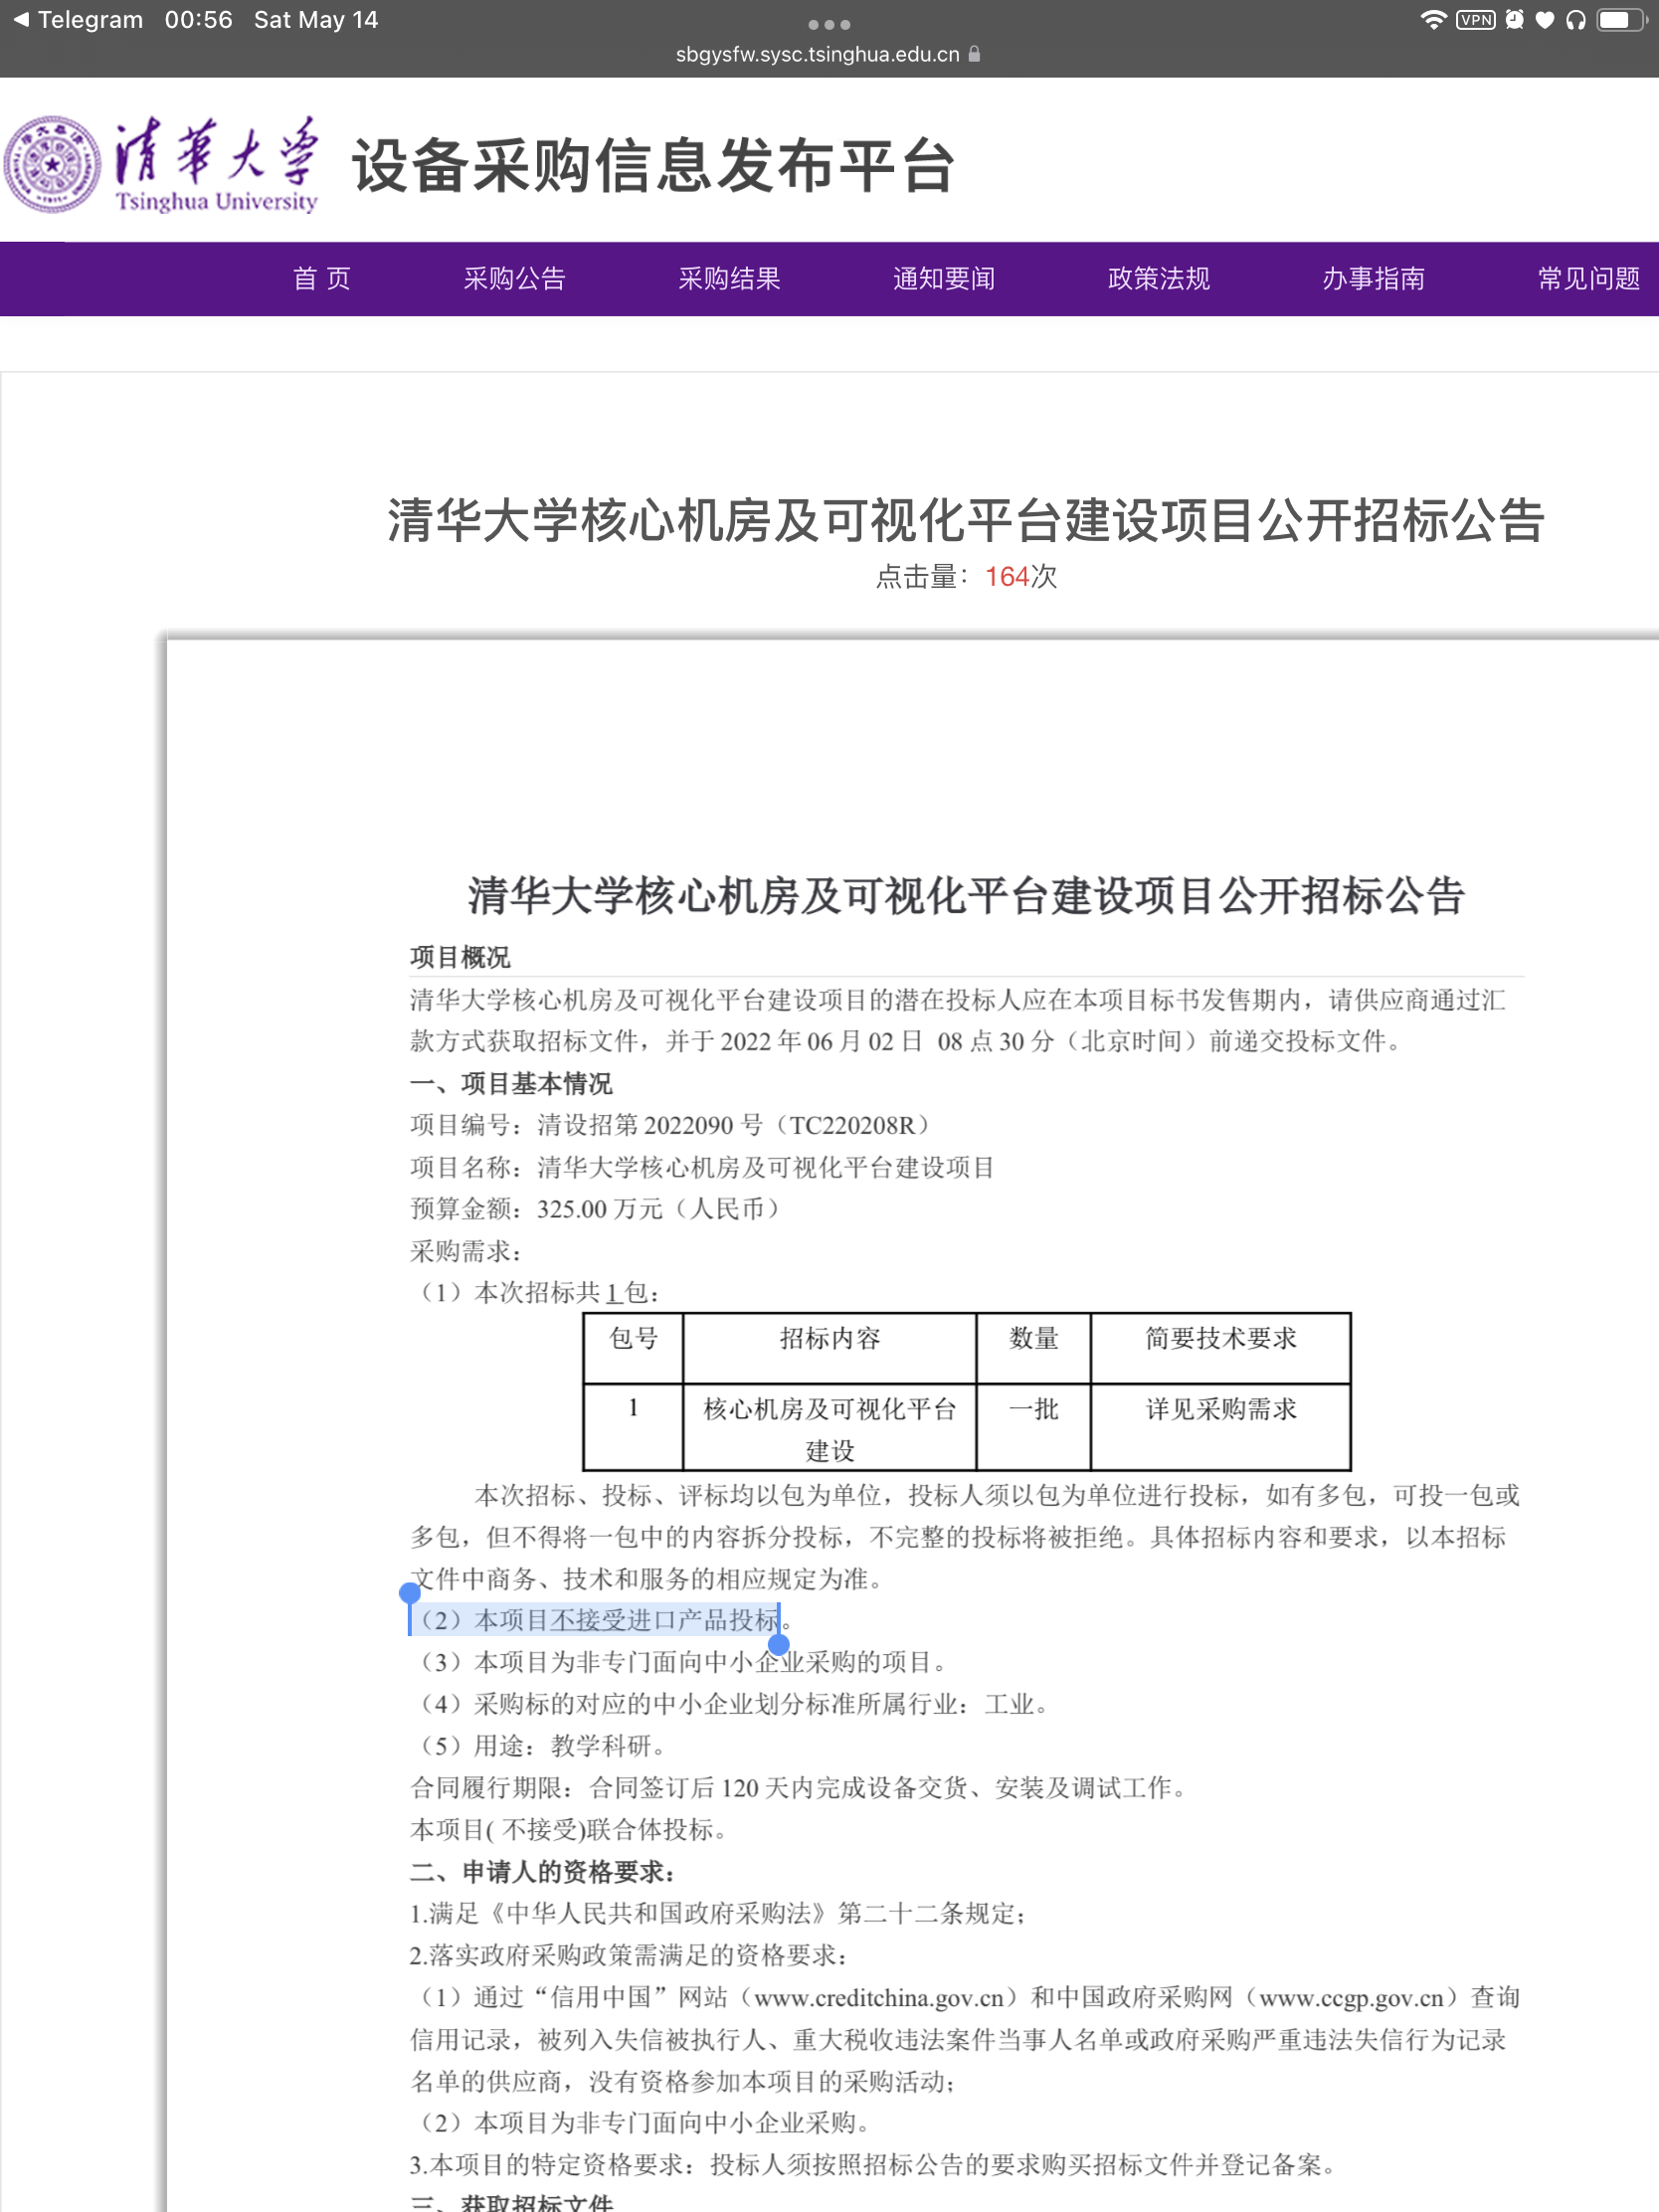 Telegram 00:56 Sat May 14
VPN
sbgysfw.sysc.tsinghua.edu.cn
清華大学
Tsinghua University
设备采购信息发布平台
首 页 采购公告 采购结果 通知要闻 政策法规 办事指南 常见问题
清华大学核心机房及可视化平台建设项目公开招标公告
点击量：164次
清华大学核心机房及可视化平台建设项目公开招标公告
项目概况
清华大学核心机房及可视化平台建设项目的潜在投标人应在本项目标书发售期内，请供应商通过汇
款方式获取招标文件，并于 2022 年 06 月 02 日 08 点 30 分（北京时间）前递交投标文件。
一、项目基本情况
项目编号：清设招第 2022090 号（TC220208R）
项目名称：清华大学核心机房及可视化平台建设项目
预算金额：325.00 万元（人民币）
采购需求：
（1）本次招标共 1 包：
包号 招标内容 数量 简要技术要求
1 核心机房及可视化平台 一批 详见采购需求
建设
本次招标、投标、评标均以包为单位，投标人须以包为单位进行投标，如有多包，可投一包或
多包，但不得将一包中的内容拆分投标，不完整的投标将被拒绝。具体招标内容和要求，以本招标
文件中商务、技术和服务的相应规定为准。
（2）本项目不接受进口产品投标。
（3）本项目为非专门面向中小企业采购的项目。
（4）采购标的对应的中小企业划分标准所属行业：工业。
（5）用途：教学科研。
合同履行期限：合同签订后 120 天内完成设备交货、安装及调试工作。
本项目( 不接受)联合体投标。
二、申请人的资格要求：
1.满足《中华人民共和国政府采购法》第二十二条规定；
2.落实政府采购政策需满足的资格要求：
（1）通过“信用中国”网站（www.creditchina.gov.cn）和中国政府采购网（www.ccgp.gov.cn）查询
信用记录，被列入失信被执行人、重大税收违法案件当事人名单或政府采购严重违法失信行为记录
名单的供应商，没有资格参加本项目的采购活动；
（2）本项目为非专门面向中小企业采购。
3.本项目的特定资格要求：投标人须按照招标公告的要求购买招标文件并登记备案。
三、获取招标文件